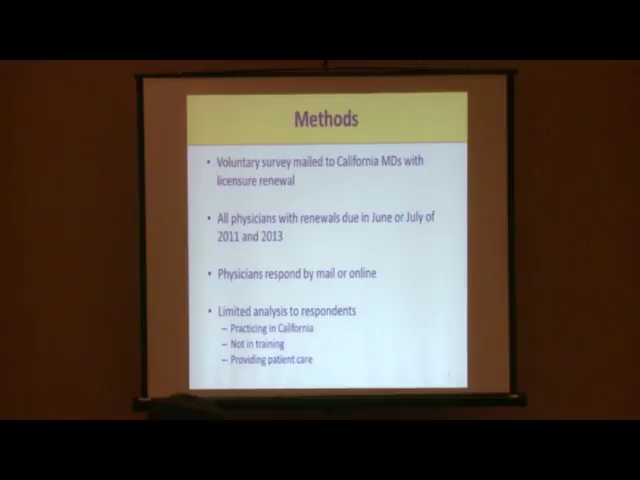 Methods
• Voluntary survey mailed to California MDs with
licensure renewal
• All physicians with renewals due in June or July of
2011 and 2013
• Physicians respond by mail or online
• Limited analysis to respondents
– Practicing in California
– Not in training
– Providing patient care